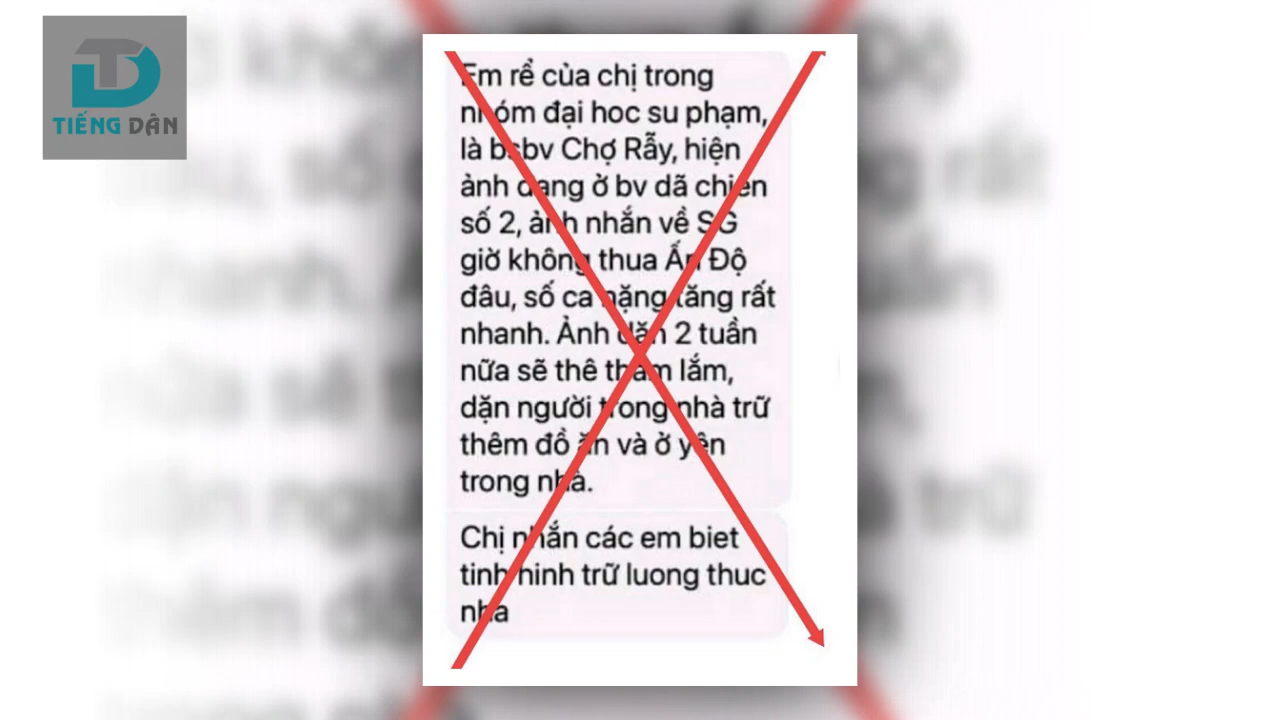 TIẾNG DÂN
Em rể của chị trong
nhóm đại hoc su phạm,
là bsbv Chợ Rẫy, hiện
ảnh dang ở bv dã chien
số 2, ảnh nhắn về SG
giờ không thua Ấn Độ
đâu, số ca nặng tăng rất
nhanh. Ảnh dặn 2 tuần
nữa sẽ thê thảm lắm,
dặn người trong nhà trữ
thêm đồ ăn và ở yên
trong nhà.
Chị nhắn các em biet
tinh hinh trữ luong thuc
nha